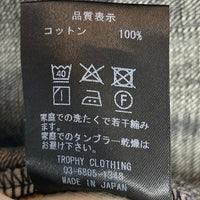 品質表示
コットン 100%
40
F
家庭での洗たくで若干縮み
ます。
家庭でのタンブラー乾燥は
お避け下さい。
TROPHY CLOTHING
03-6805-1348
MADE IN JAPAN